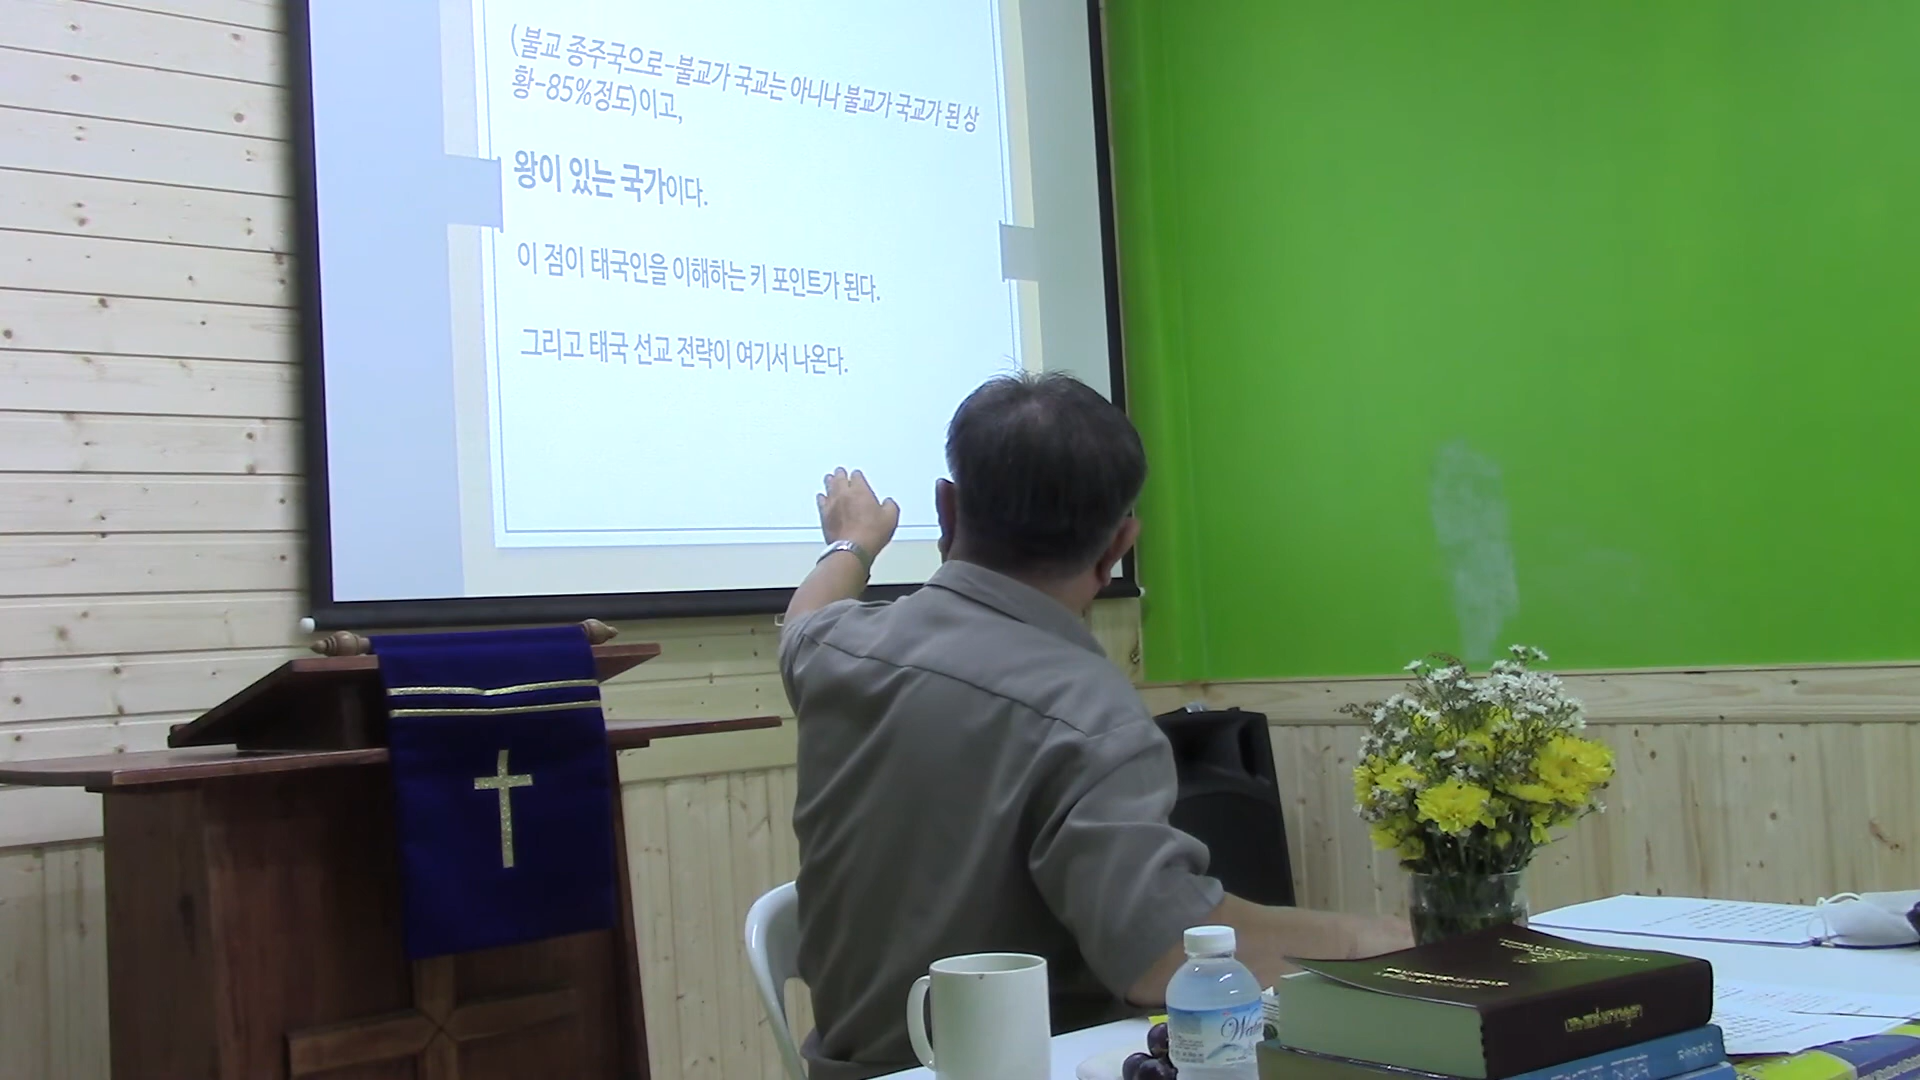 (불교 종주국으로-불교가 국교는 아니나 불교가 국교가 된 상
황-85%정도)이고,
왕이 있는 국가이다.
이 점이 태국인을 이해하는 키 포인트가 된다.
그리고 태국 선교 전략이 여기서 나온다.